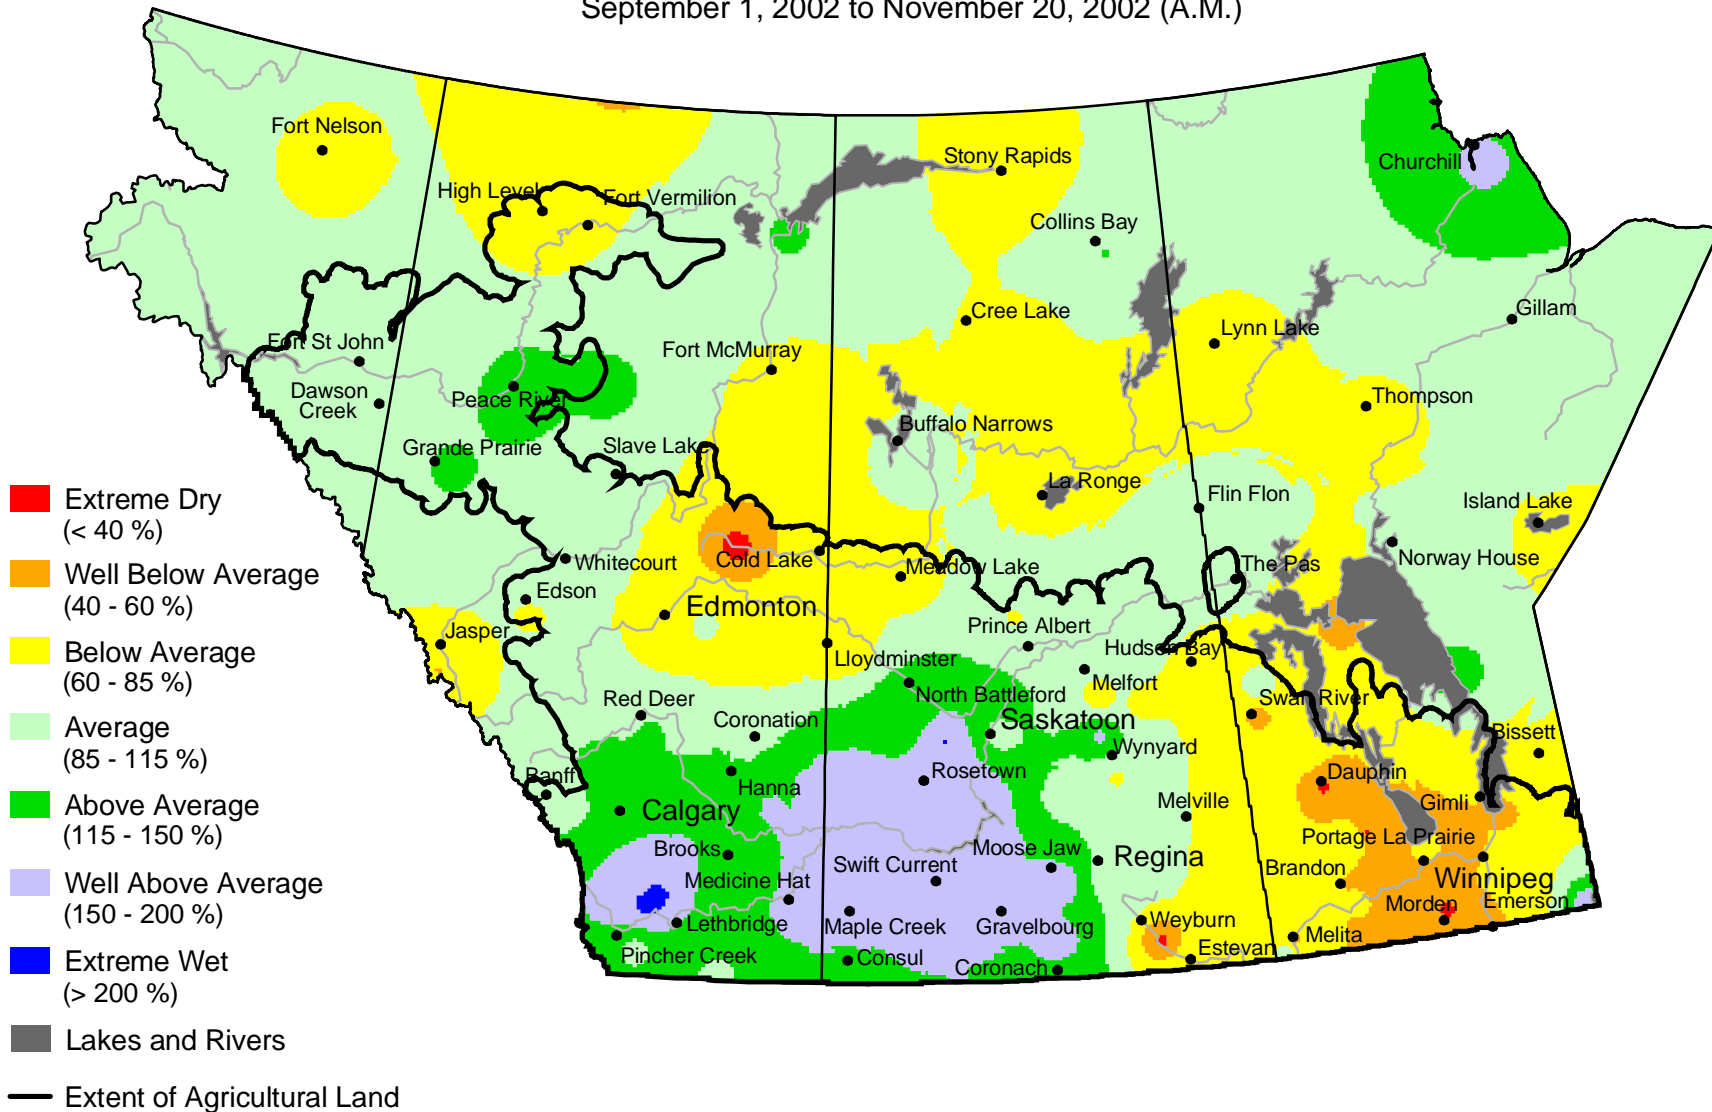 September 1, 2002 to November 20, 2002 (A.M.)
Fort Nelson
High Level
Fort Vermilion
Stony Rapids
Collins Bay
Churchill
Cree Lake
Lynn Lake
Gillam
Fort St John
Fort McMurray
Dawson
Creek
Peace River
Thompson
Buffalo Narrows
Grande Prairie
Slave Lake
La Ronge
Flin Flon
Island Lake
Whitecourt
Cold Lake
Meadow Lake
The Pas
Norway House
Edson
Edmonton
Jasper
Prince Albert
Hudson Bay
Lloydminster
Melfort
North Battleford
Swan River
Red Deer
Coronation
Saskatoon
Wynyard
Bissett
Banff
Hanna
Rosetown
Dauphin
Calgary
Melville
Gimli
Brooks
Swift Current
Moose Jaw
Regina
Portage La Prairie
Medicine Hat
Brandon
Winnipeg
Lethbridge
Maple Creek
Gravelbourg
Weyburn
Morden
Emerson
Pincher Creek
Consul
Coronach
Estevan
Melita
Extreme Dry
(< 40 %)
Well Below Average
(40 - 60 %)
Below Average
(60 - 85 %)
Average
(85 - 115 %)
Above Average
(115 - 150 %)
Well Above Average
(150 - 200 %)
Extreme Wet
(> 200 %)
Lakes and Rivers
Extent of Agricultural Land